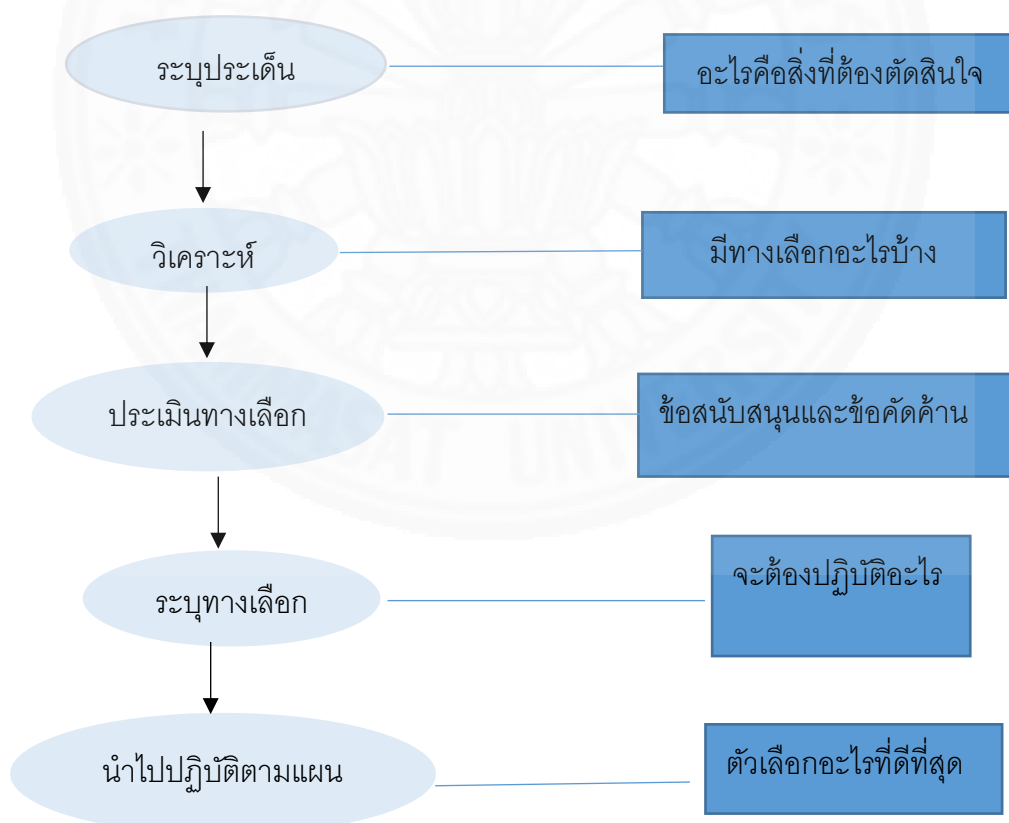 ระบุประเด็น
อะไรคือสิ่งที่ต้องตัดสินใจ
วิเคราะห์
มีทางเลือกอะไรบ้าง
ประเมินทางเลือก
ข้อสนับสนุนและข้อคัดค้าน
ระบุทางเลือก
จะต้องปฏิบัติอะไร
นำไปปฏิบัติตามแผน
ตัวเลือกอะไรที่ดีที่สุด